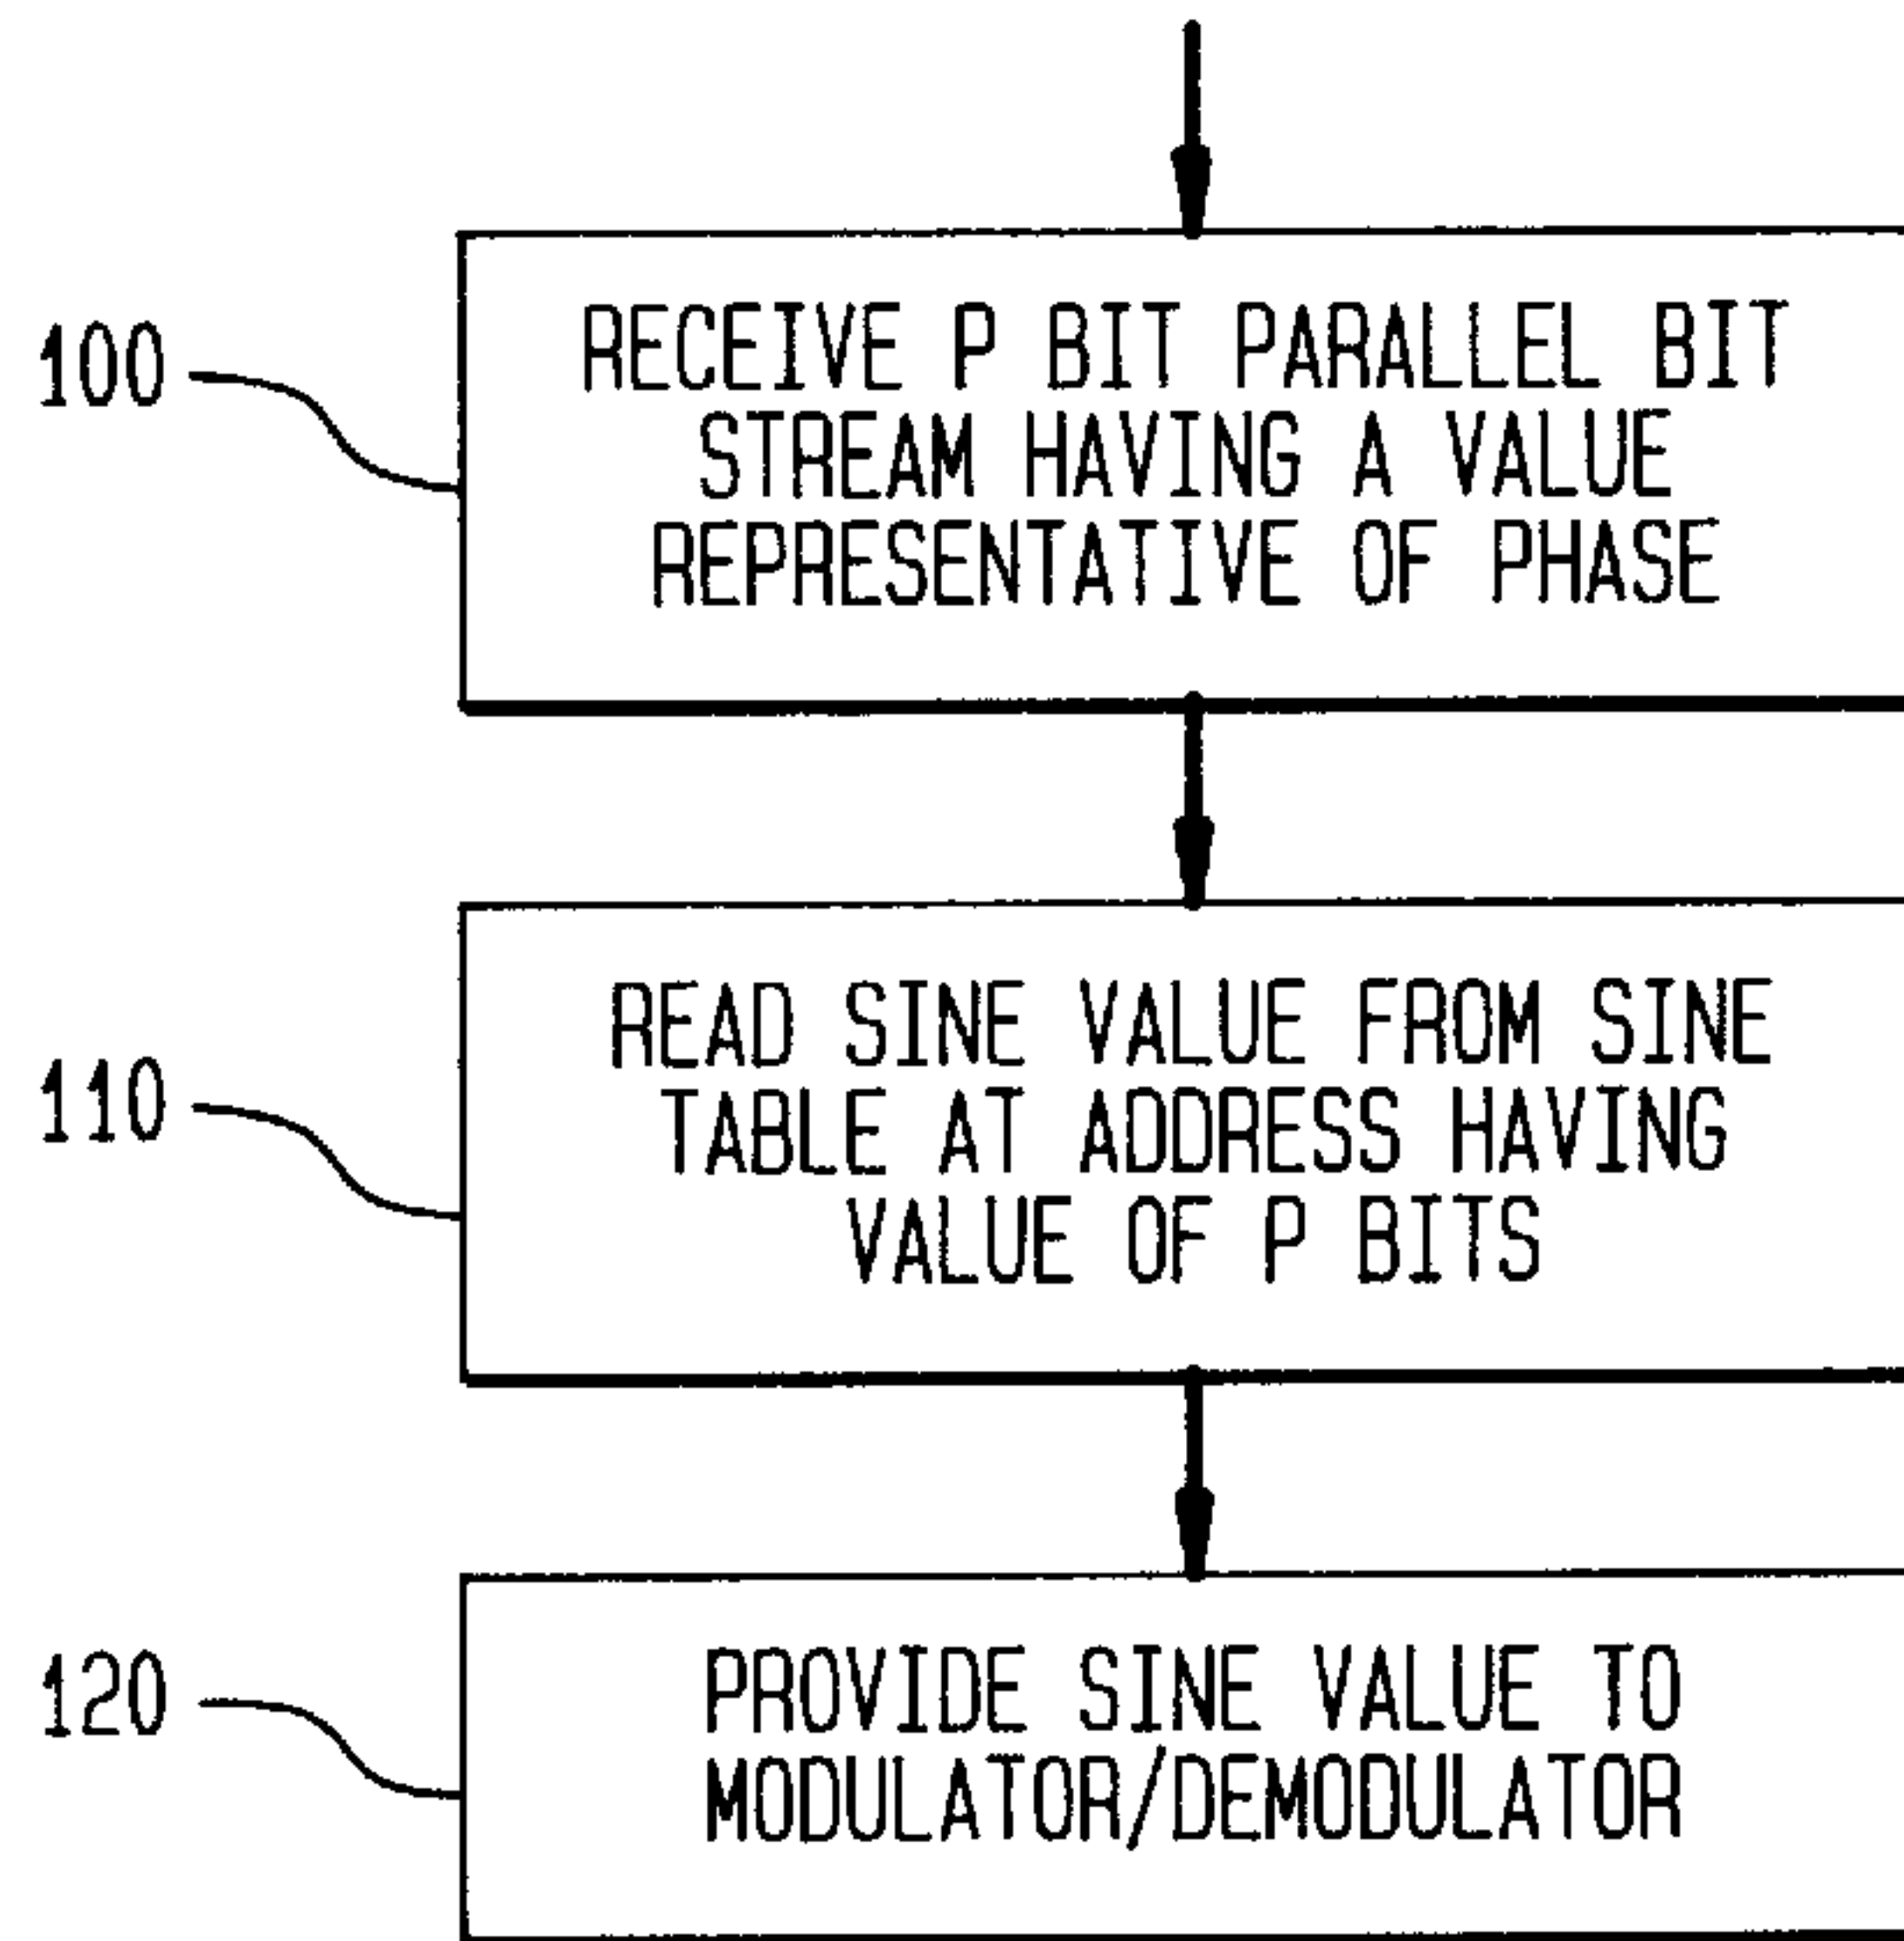 100
RECEIVE P BIT PARALLEL BIT
STREAM HAVING A VALUE
REPRESENTATIVE OF PHASE
110
READ SINE VALUE FROM SINE
TABLE AT ADDRESS HAVING
VALUE OF P BITS
120
PROVIDE SINE VALUE TO
MODULATOR/DEMODULATOR